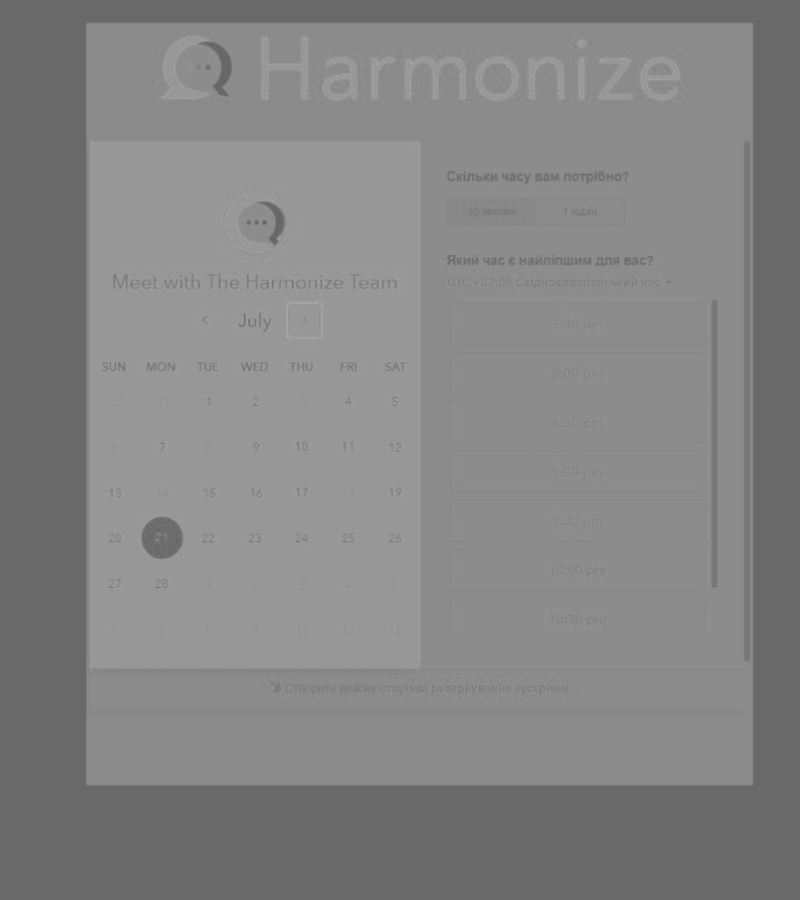 Harmonize
Meet with The Harmonize Team
July
SUN MON TUE WED THU FRI SAT
30 31 1 2 3 4 5
6 7 8 9 10 11 12
13 14 15 16 17 18 19
20 21 22 23 24 25 26
27 28 1 2 3 4 5
6 7 8 9 10 11 12
Скільки часу вам потрібно?
30 хвилин 1 годин
Який час є найліпшим для вас?
UTC +03:00 Східноєвропейський час
7:30 pm
8:00 pm
8:30 pm
9:00 pm
9:30 pm
10:00 pm
10:30 pm
Створити власну сторінка резервування зустрічей